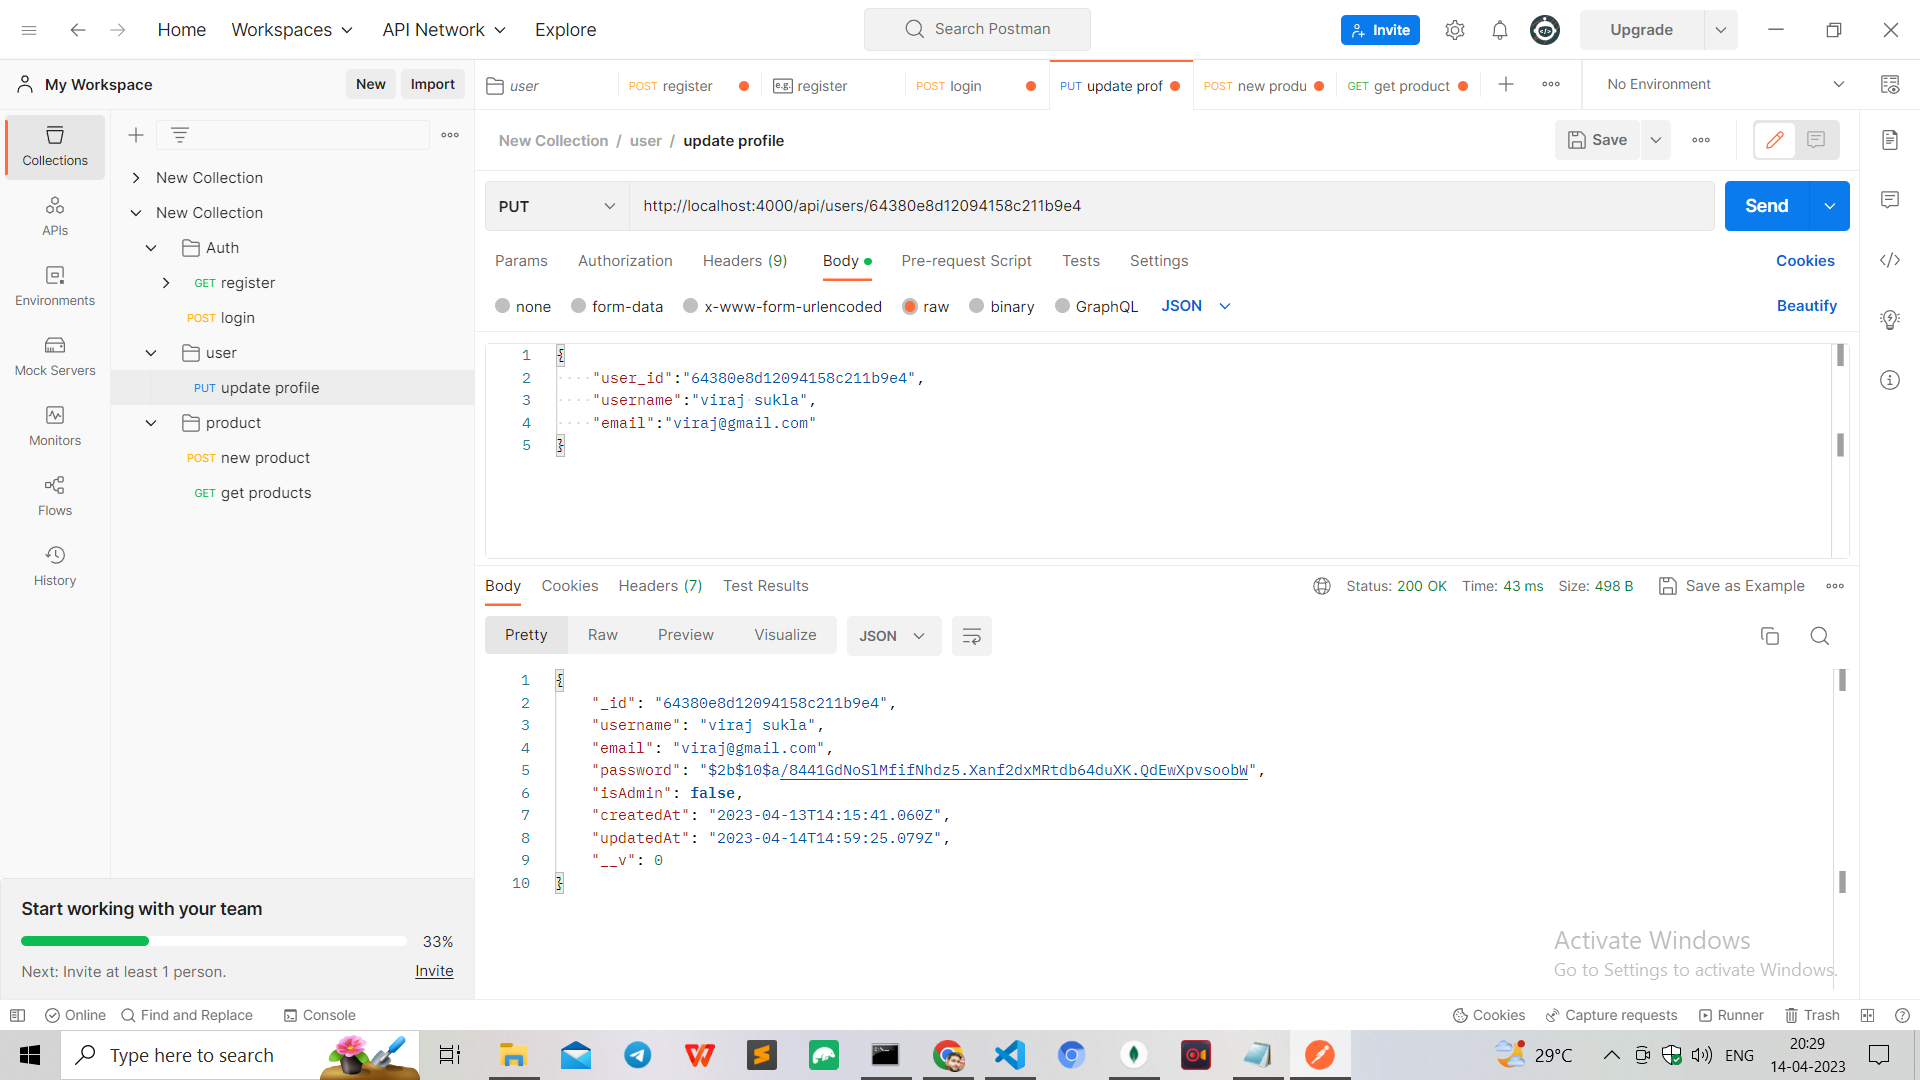 Home
Workspaces
API Network
Explore
Search Postman
Invite
Upgrade
My Workspace
New
Import
user
POST register
e.g. register
POST login
PUT update prof
POST new produ
GET get product
No Environment
Collections
APIs
Environments
Mock Servers
Monitors
Flows
History
New Collection
New Collection
Auth
GET register
POST login
user
PUT update profile
product
POST new product
GET get products
New Collection / user / update profile
Save
PUT
http://localhost:4000/api/users/64380e8d12094158c211b9e4
Send
Params
Authorization
Headers (9)
Body
Pre-request Script
Tests
Settings
Cookies
none
form-data
x-www-form-urlencoded
raw
binary
GraphQL
JSON
Beautify
1 {
2 "user_id":"64380e8d12094158c211b9e4",
3 "username":"viraj sukla",
4 "email":"viraj@gmail.com"
5 }
Body
Cookies
Headers (7)
Test Results
Status: 200 OK
Time: 43 ms
Size: 498 B
Save as Example
Pretty
Raw
Preview
Visualize
JSON
1 {
2 "_id": "64380e8d12094158c211b9e4",
3 "username": "viraj sukla",
4 "email": "viraj@gmail.com",
5 "password": "$2b$10$a/8441GdNoSlMfifNhdz5.Xanf2dxMRtdb64duXK.QdEwXpvsoobW",
6 "isAdmin": false,
7 "createdAt": "2023-04-13T14:15:41.060Z",
8 "updatedAt": "2023-04-14T14:59:25.079Z",
9 "__v": 0
10 }
Start working with your team
33%
Next: Invite at least 1 person.
Invite
Activate Windows
Go to Settings to activate Windows.
Online
Find and Replace
Console
Cookies
Capture requests
Runner
Trash
Type here to search
29°C
ENG
20:29
14-04-2023